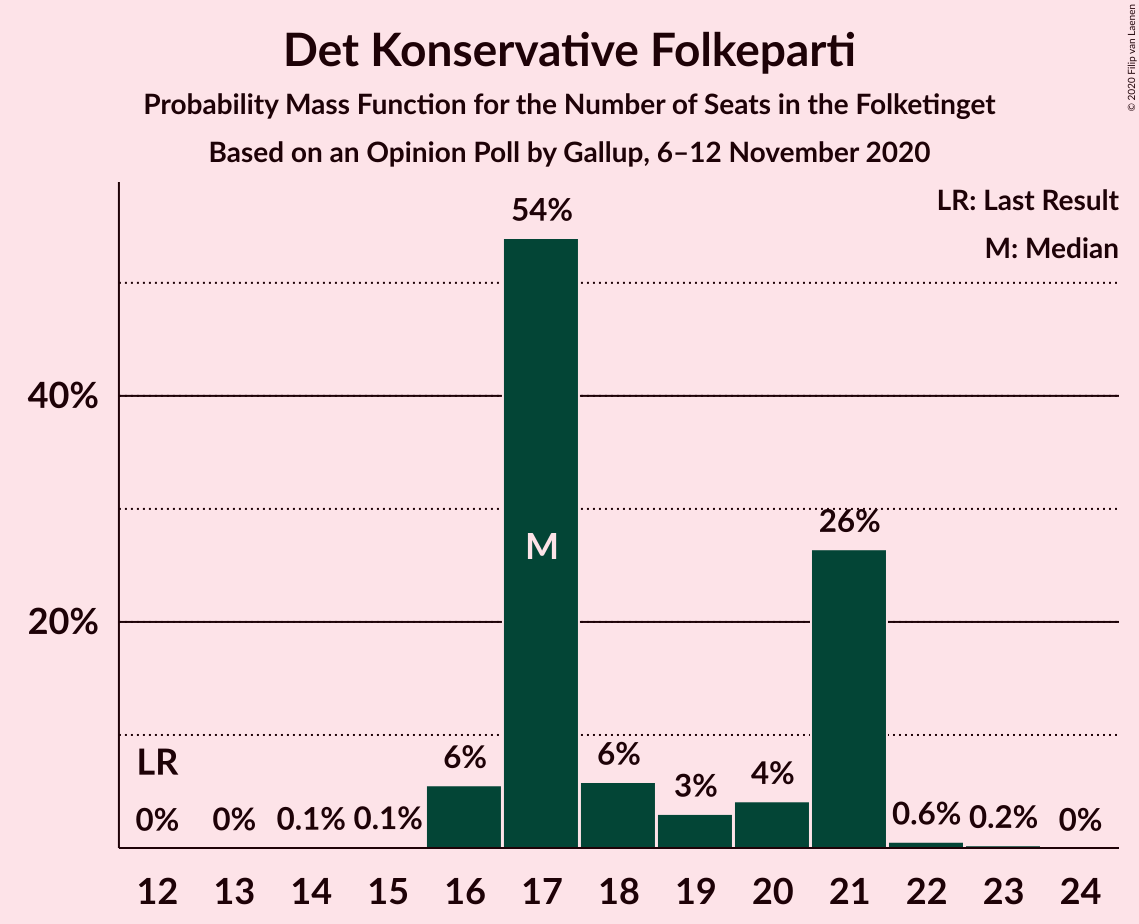 Det Konservative Folkeparti
Probability Mass Function for the Number of Seats in the Folketinget
Based on an Opinion Poll by Gallup, 6–12 November 2020
© 2020 Filip van Laenen
LR: Last Result
M: Median
54%
40%
26%
M
20%
LR
6%
6%
3%
4%
0%
0%
0.1%
0.1%
0.6%
0.2%
0%
12 13 14 15 16 17 18 19 20 21 22 23 24